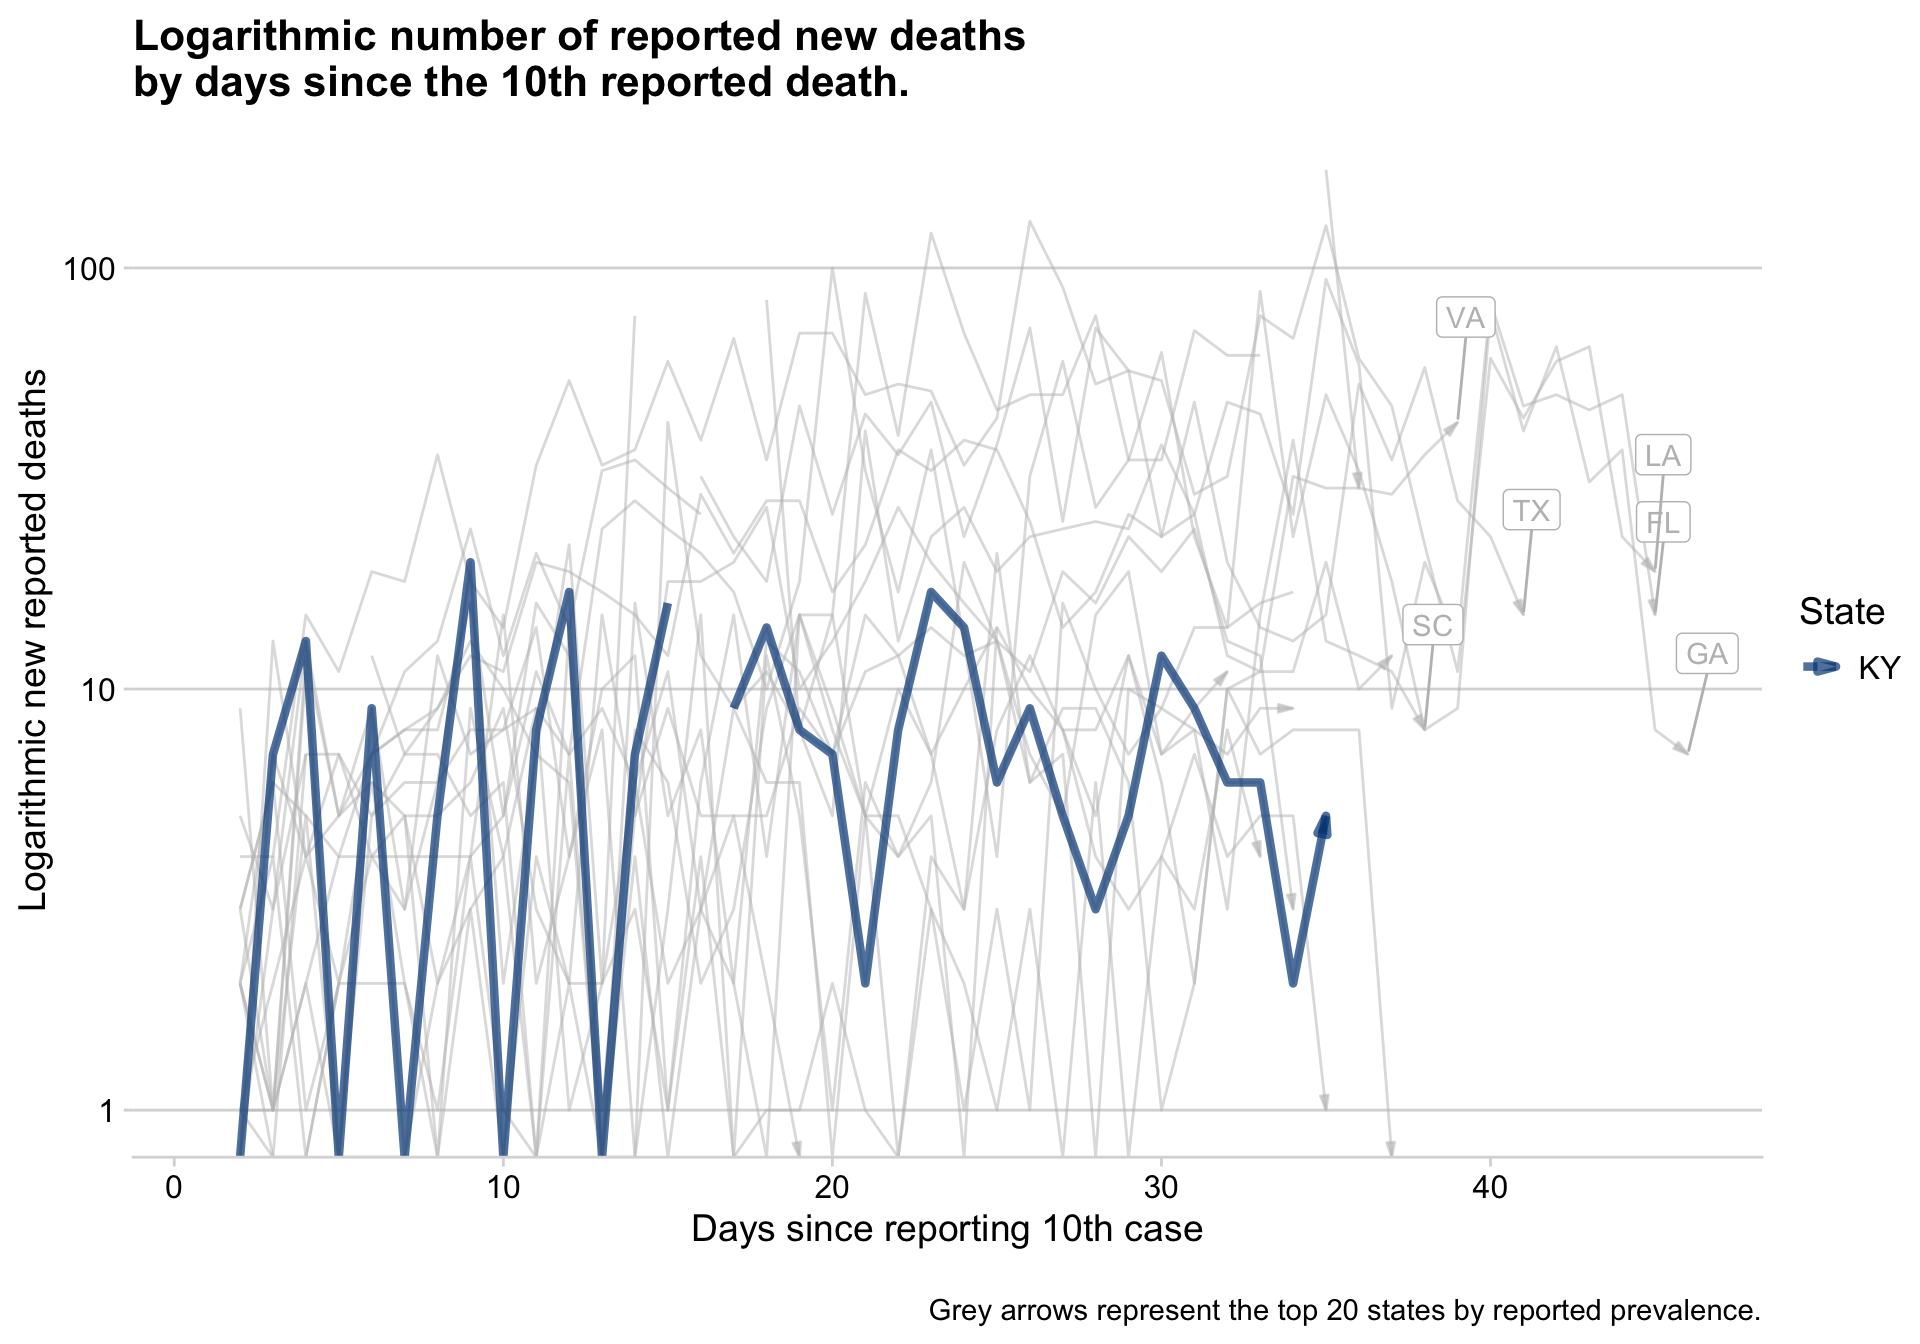 Logarithmic number of reported new deaths
by days since the 10th reported death.
Logarithmic new reported deaths
100
10
1
VA
LA
TX
FL
SC
GA
State
KY
0
10
20
30
40
Days since reporting 10th case
Grey arrows represent the top 20 states by reported prevalence.